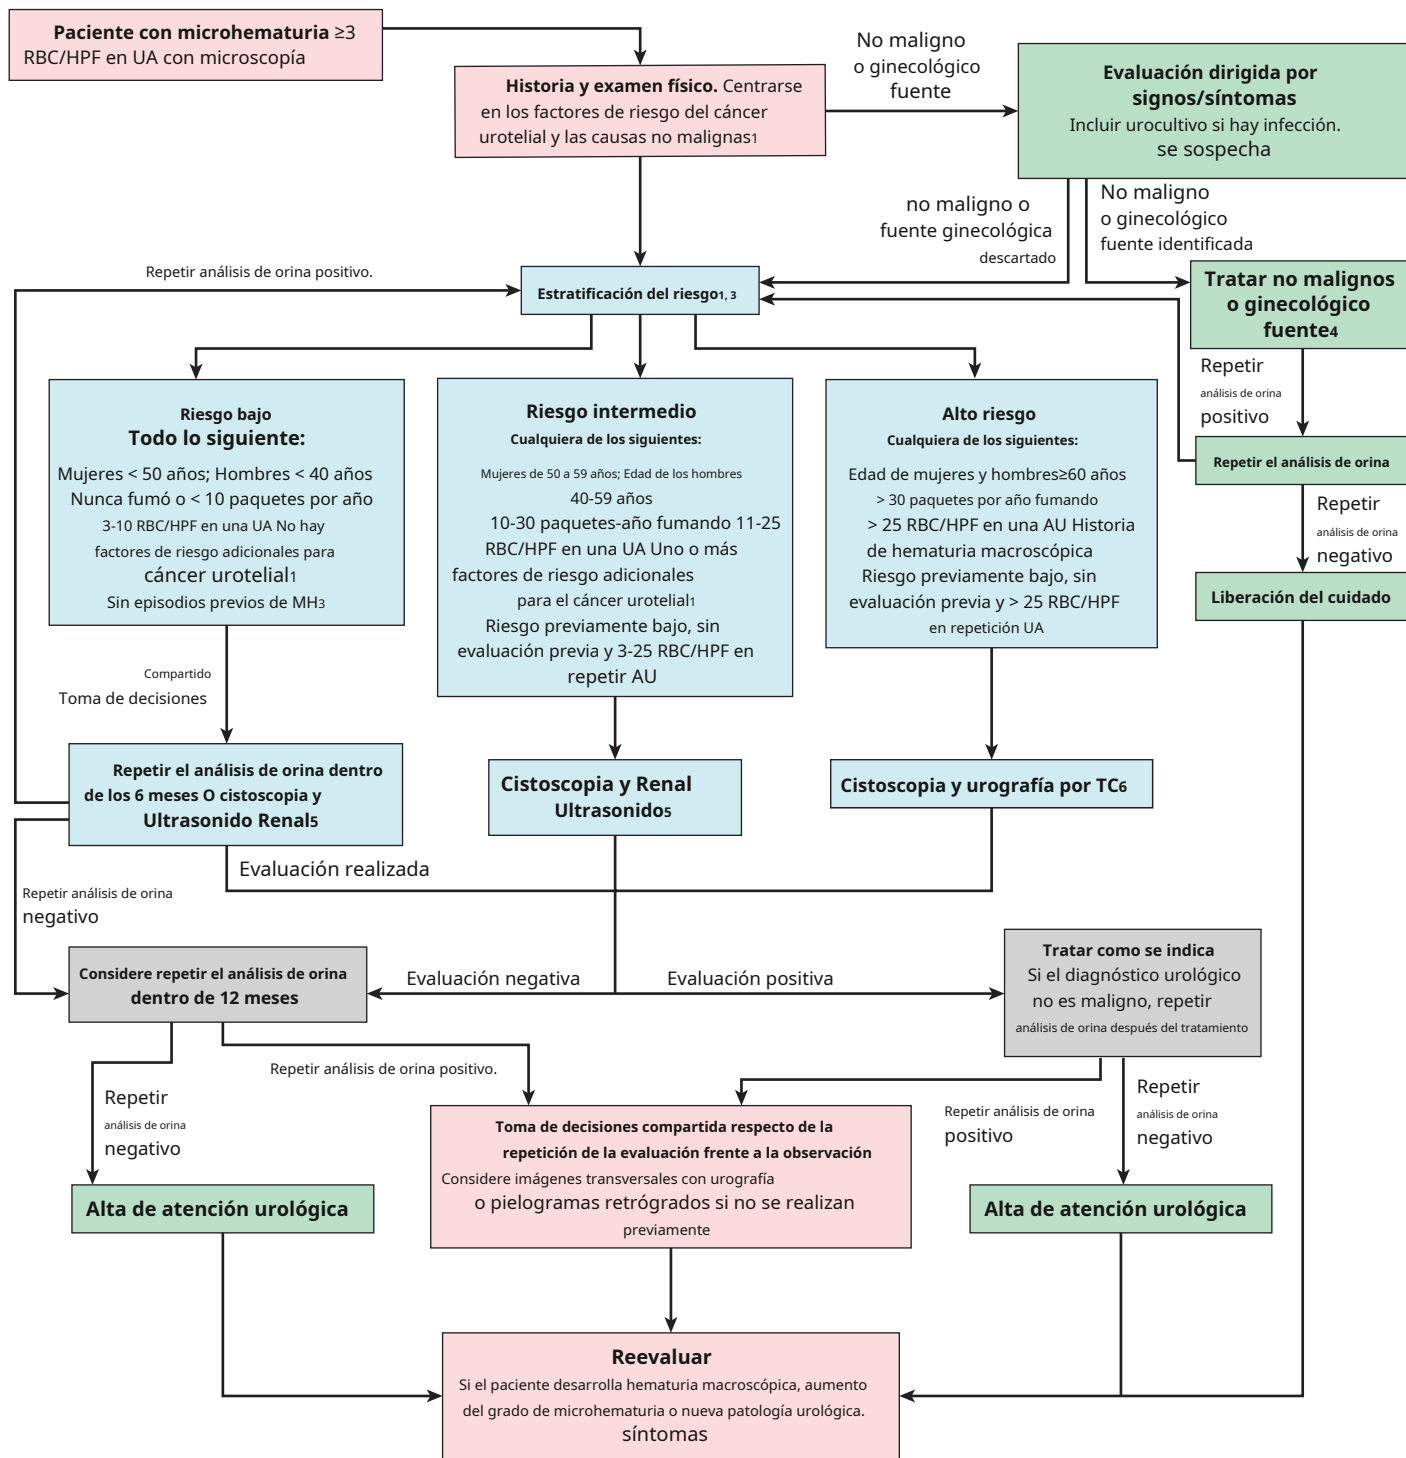 Paciente con microhematuria ≥3
RBC/HPF en UA con microscopía
Historia y examen físico. Centrarse
en los factores de riesgo del cáncer
urotelial y las causas no malignas1
No maligno
o ginecológico
fuente
Evaluación dirigida por
signos/síntomas
Incluir urocultivo si hay infección.
se sospecha
no maligno o
fuente ginecológica
descartado
No maligno
o ginecológico
fuente identificada
Repetir análisis de orina positivo.
Estratificación del riesgo1, 3
Tratar no malignos
o ginecológico
fuente4
Repetir
análisis de orina
positivo
Repetir el análisis de orina
Repetir
análisis de orina
negativo
Liberación del cuidado
Riesgo bajo
Todo lo siguiente:
Mujeres < 50 años; Hombres < 40 años
Nunca fumó o < 10 paquetes por año
3-10 RBC/HPF en una UA No hay
factores de riesgo adicionales para
cáncer urotelial1
Sin episodios previos de MH3
Riesgo intermedio
Cualquiera de los siguientes:
Mujeres de 50 a 59 años; Edad de los hombres
40-59 años
10-30 paquetes-año fumando 11-25
RBC/HPF en una UA Uno o más
factores de riesgo adicionales
para el cáncer urotelial1
Riesgo previamente bajo, sin
evaluación previa y 3-25 RBC/HPF en
repetir AU
Alto riesgo
Cualquiera de los siguientes:
Edad de mujeres y hombres≥60 años
> 30 paquetes por año fumando
> 25 RBC/HPF en una AU Historia
de hematuria macroscópica
Riesgo previamente bajo, sin
evaluación previa y > 25 RBC/HPF
en repetición UA
Compartido
Toma de decisiones
Repetir el análisis de orina dentro
de los 6 meses O cistoscopia y
Ultrasonido Renal5
Cistoscopia y Renal
Ultrasonido5
Cistoscopia y urografía por TC6
Evaluación realizada
Repetir análisis de orina
negativo
Considere repetir el análisis de orina
dentro de 12 meses
Evaluación negativa
Evaluación positiva
Tratar como se indica
Si el diagnóstico urológico
no es maligno, repetir
análisis de orina después del tratamiento
Repetir análisis de orina positivo.
Repetir
análisis de orina
negativo
Repetir análisis de orina
positivo
Repetir
análisis de orina
negativo
Toma de decisiones compartida respecto de la
repetición de la evaluación frente a la observación
Considere imágenes transversales con urografía
o pielogramas retrógrados si no se realizan
previamente
Alta de atención urológica
Alta de atención urológica
Reevaluar
Si el paciente desarrolla hematuria macroscópica, aumento
del grado de microhematuria o nueva patología urológica.
síntomas